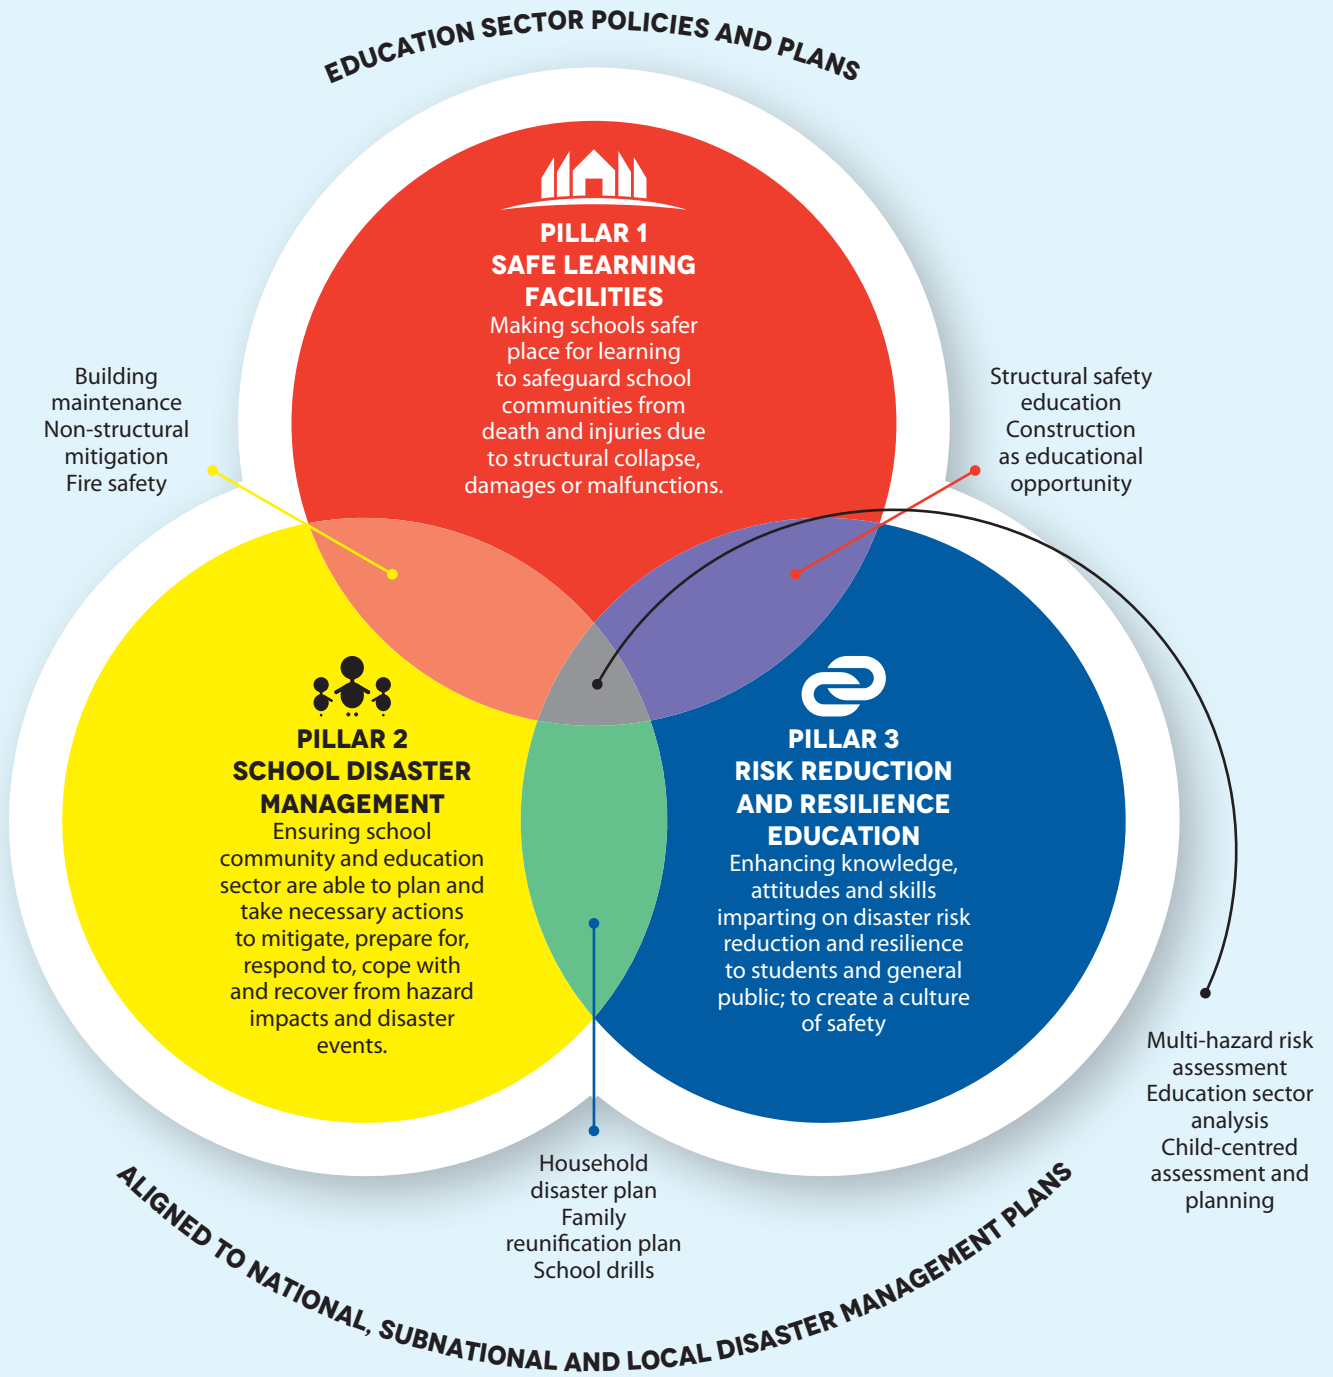 EDUCATION SECTOR POLICIES AND PLANS
PILLAR 1
SAFE LEARNING
FACILITIES
Making schools safer
place for learning
to safeguard school
communities from
death and injuries due
to structural collapse,
damages or malfunctions.
Building
maintenance
Non-structural
mitigation
Fire safety
Structural safety
education
Construction
as educational
opportunity
PILLAR 2
SCHOOL DISASTER
MANAGEMENT
Ensuring school
community and education
sector are able to plan and
take necessary actions
to mitigate, prepare for,
respond to, cope with
and recover from hazard
impacts and disaster
events.
PILLAR 3
RISK REDUCTION
AND RESILIENCE
EDUCATION
Enhancing knowledge,
attitudes and skills
imparting on disaster risk
reduction and resilience
to students and general
public; to create a culture
of safety
Multi-hazard risk
assessment
Education sector
analysis
Child-centred
assessment and
planning
Household
disaster plan
Family
reunification plan
School drills
ALIGNED TO NATIONAL, SUBNATIONAL AND LOCAL DISASTER MANAGEMENT PLANS